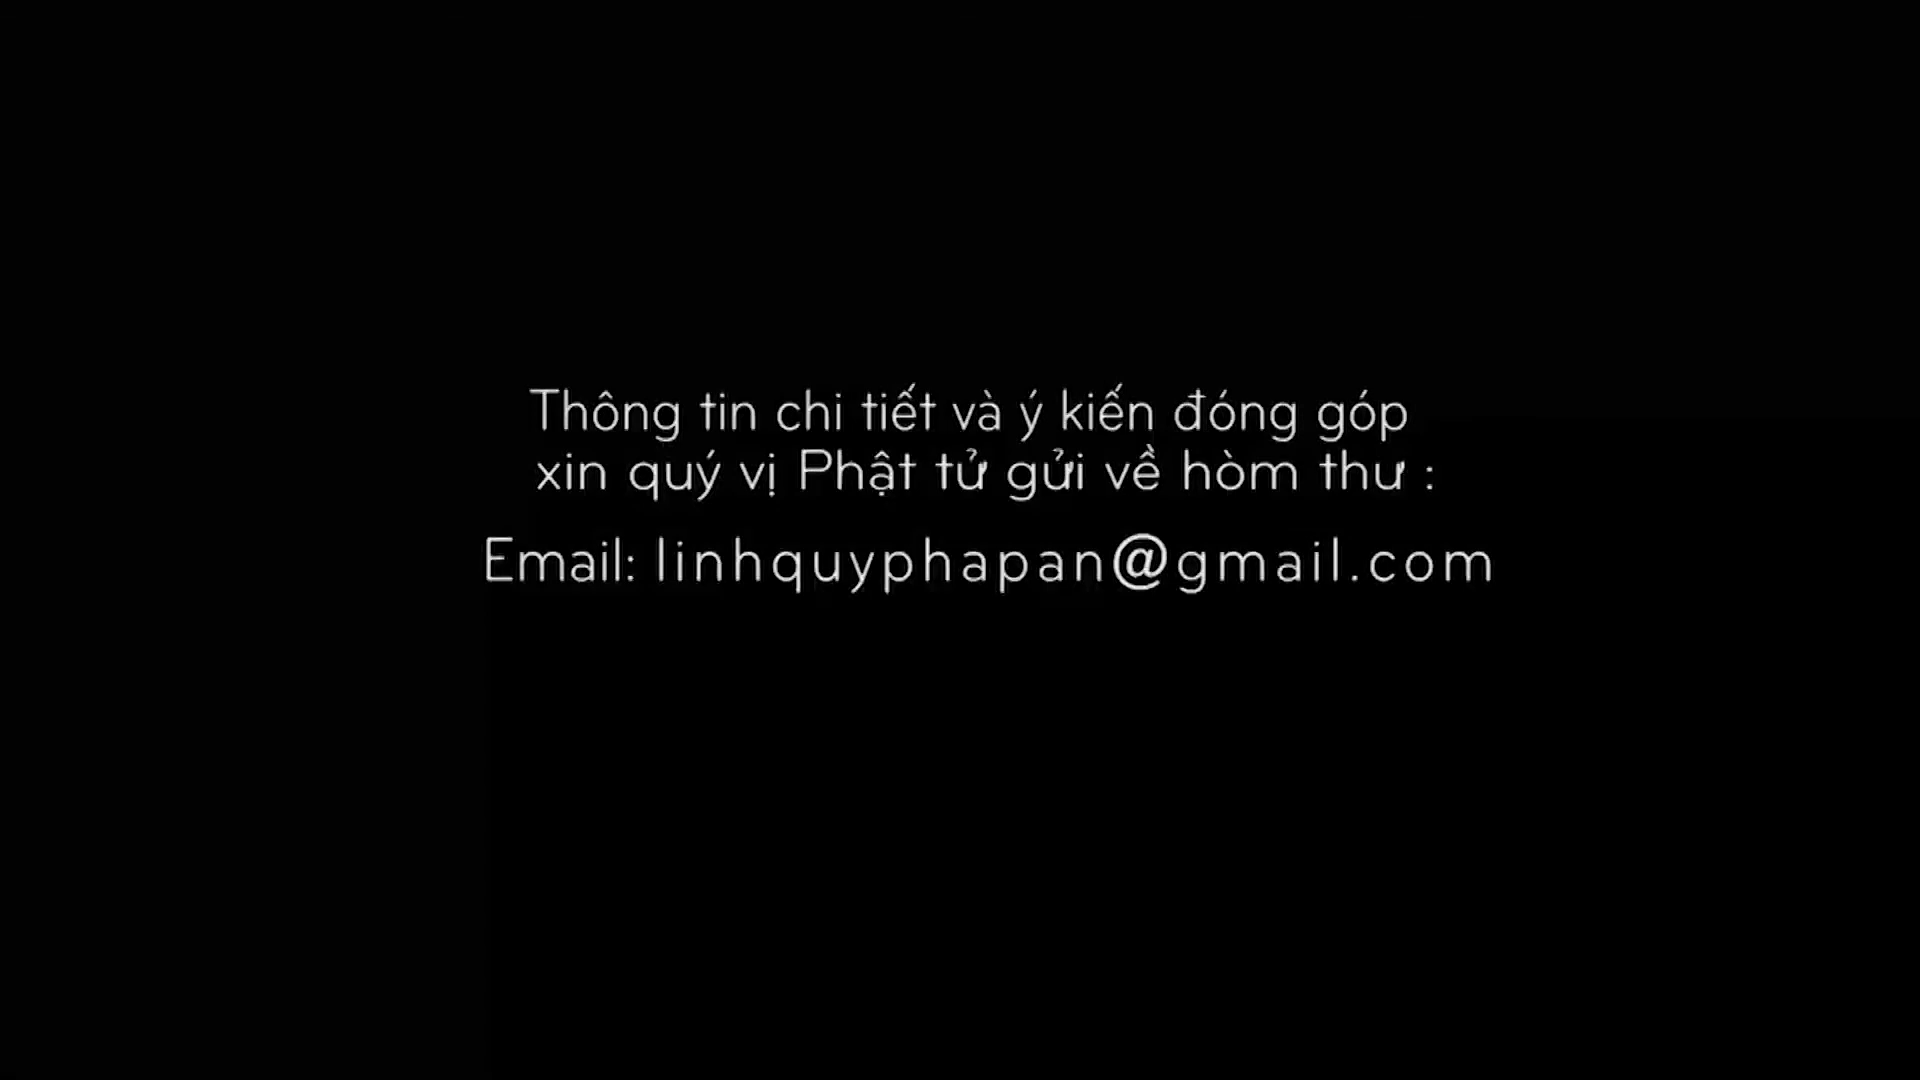 Thông tin chi tiết và ý kiến đóng góp
xin quý vị Phật tử gửi về hòm thư :
Email: linhquyphapan@gmail.com